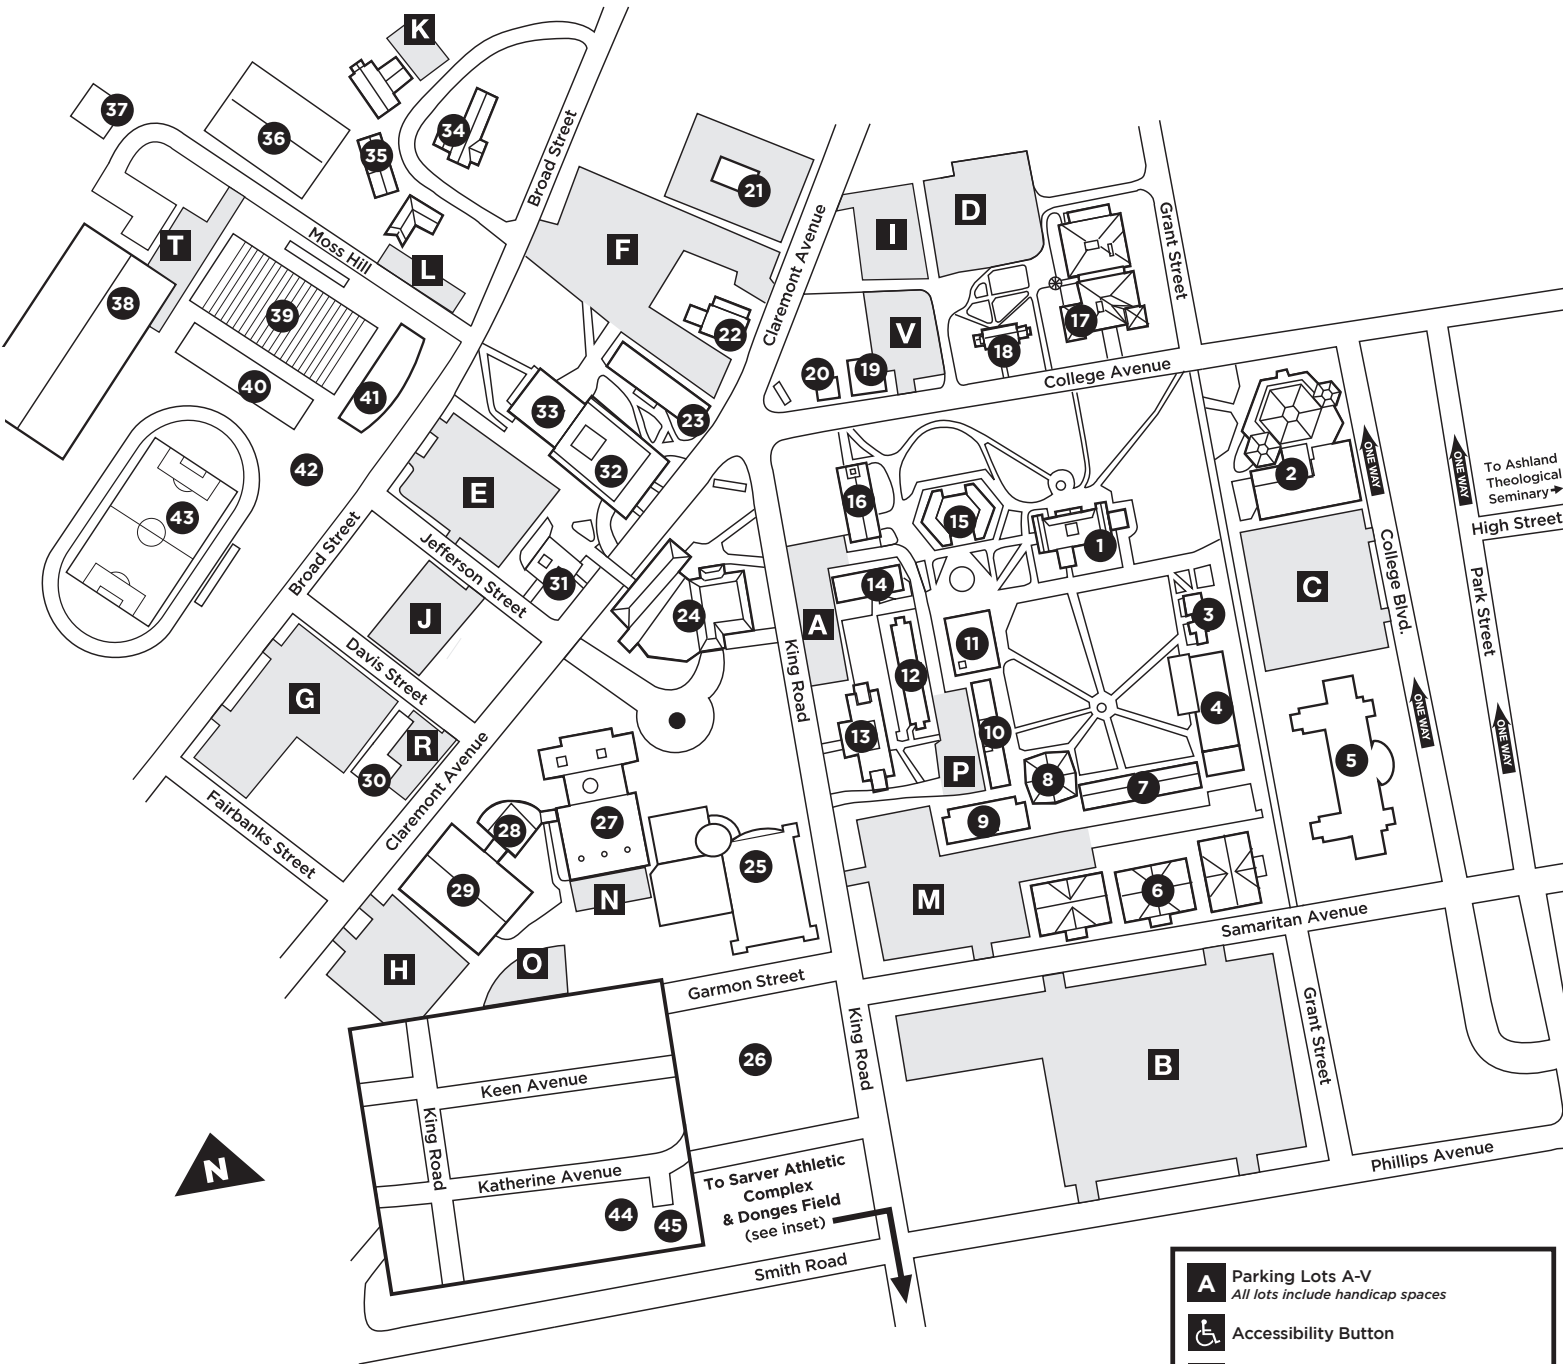 K
37
34
36
35
Broad Street
21
T
Moss Hill
L
F
I
D
Claremont Avenue
Grant Street
38
39
22
V
17
18
20
19
College Avenue
40
41
33
23
32
42
E
43
16
15
1
2
ONE WAY
ONE WAY
To Ashland
Theological
Seminary
High Street
Broad Street
Jefferson Street
31
14
24
A
J
C
College Blvd.
Park Street
3
11
12
Davis Street
King Road
G
R
30
13
10
P
4
5
ONE WAY
ONE WAY
8
7
9
Fairbanks Street
Claremont Avenue
28
27
25
29
N
M
6
Samaritan Avenue
H
O
Garmon Street
King Road
Grant Street
26
B
Keen Avenue
King Road
Katherine Avenue
44
45
N
To Sarver Athletic
Complex
& Donges Field
(see inset)
Smith Road
Phillips Avenue
A
Parking Lots A-V
All lots include handicap spaces
Accessibility Button